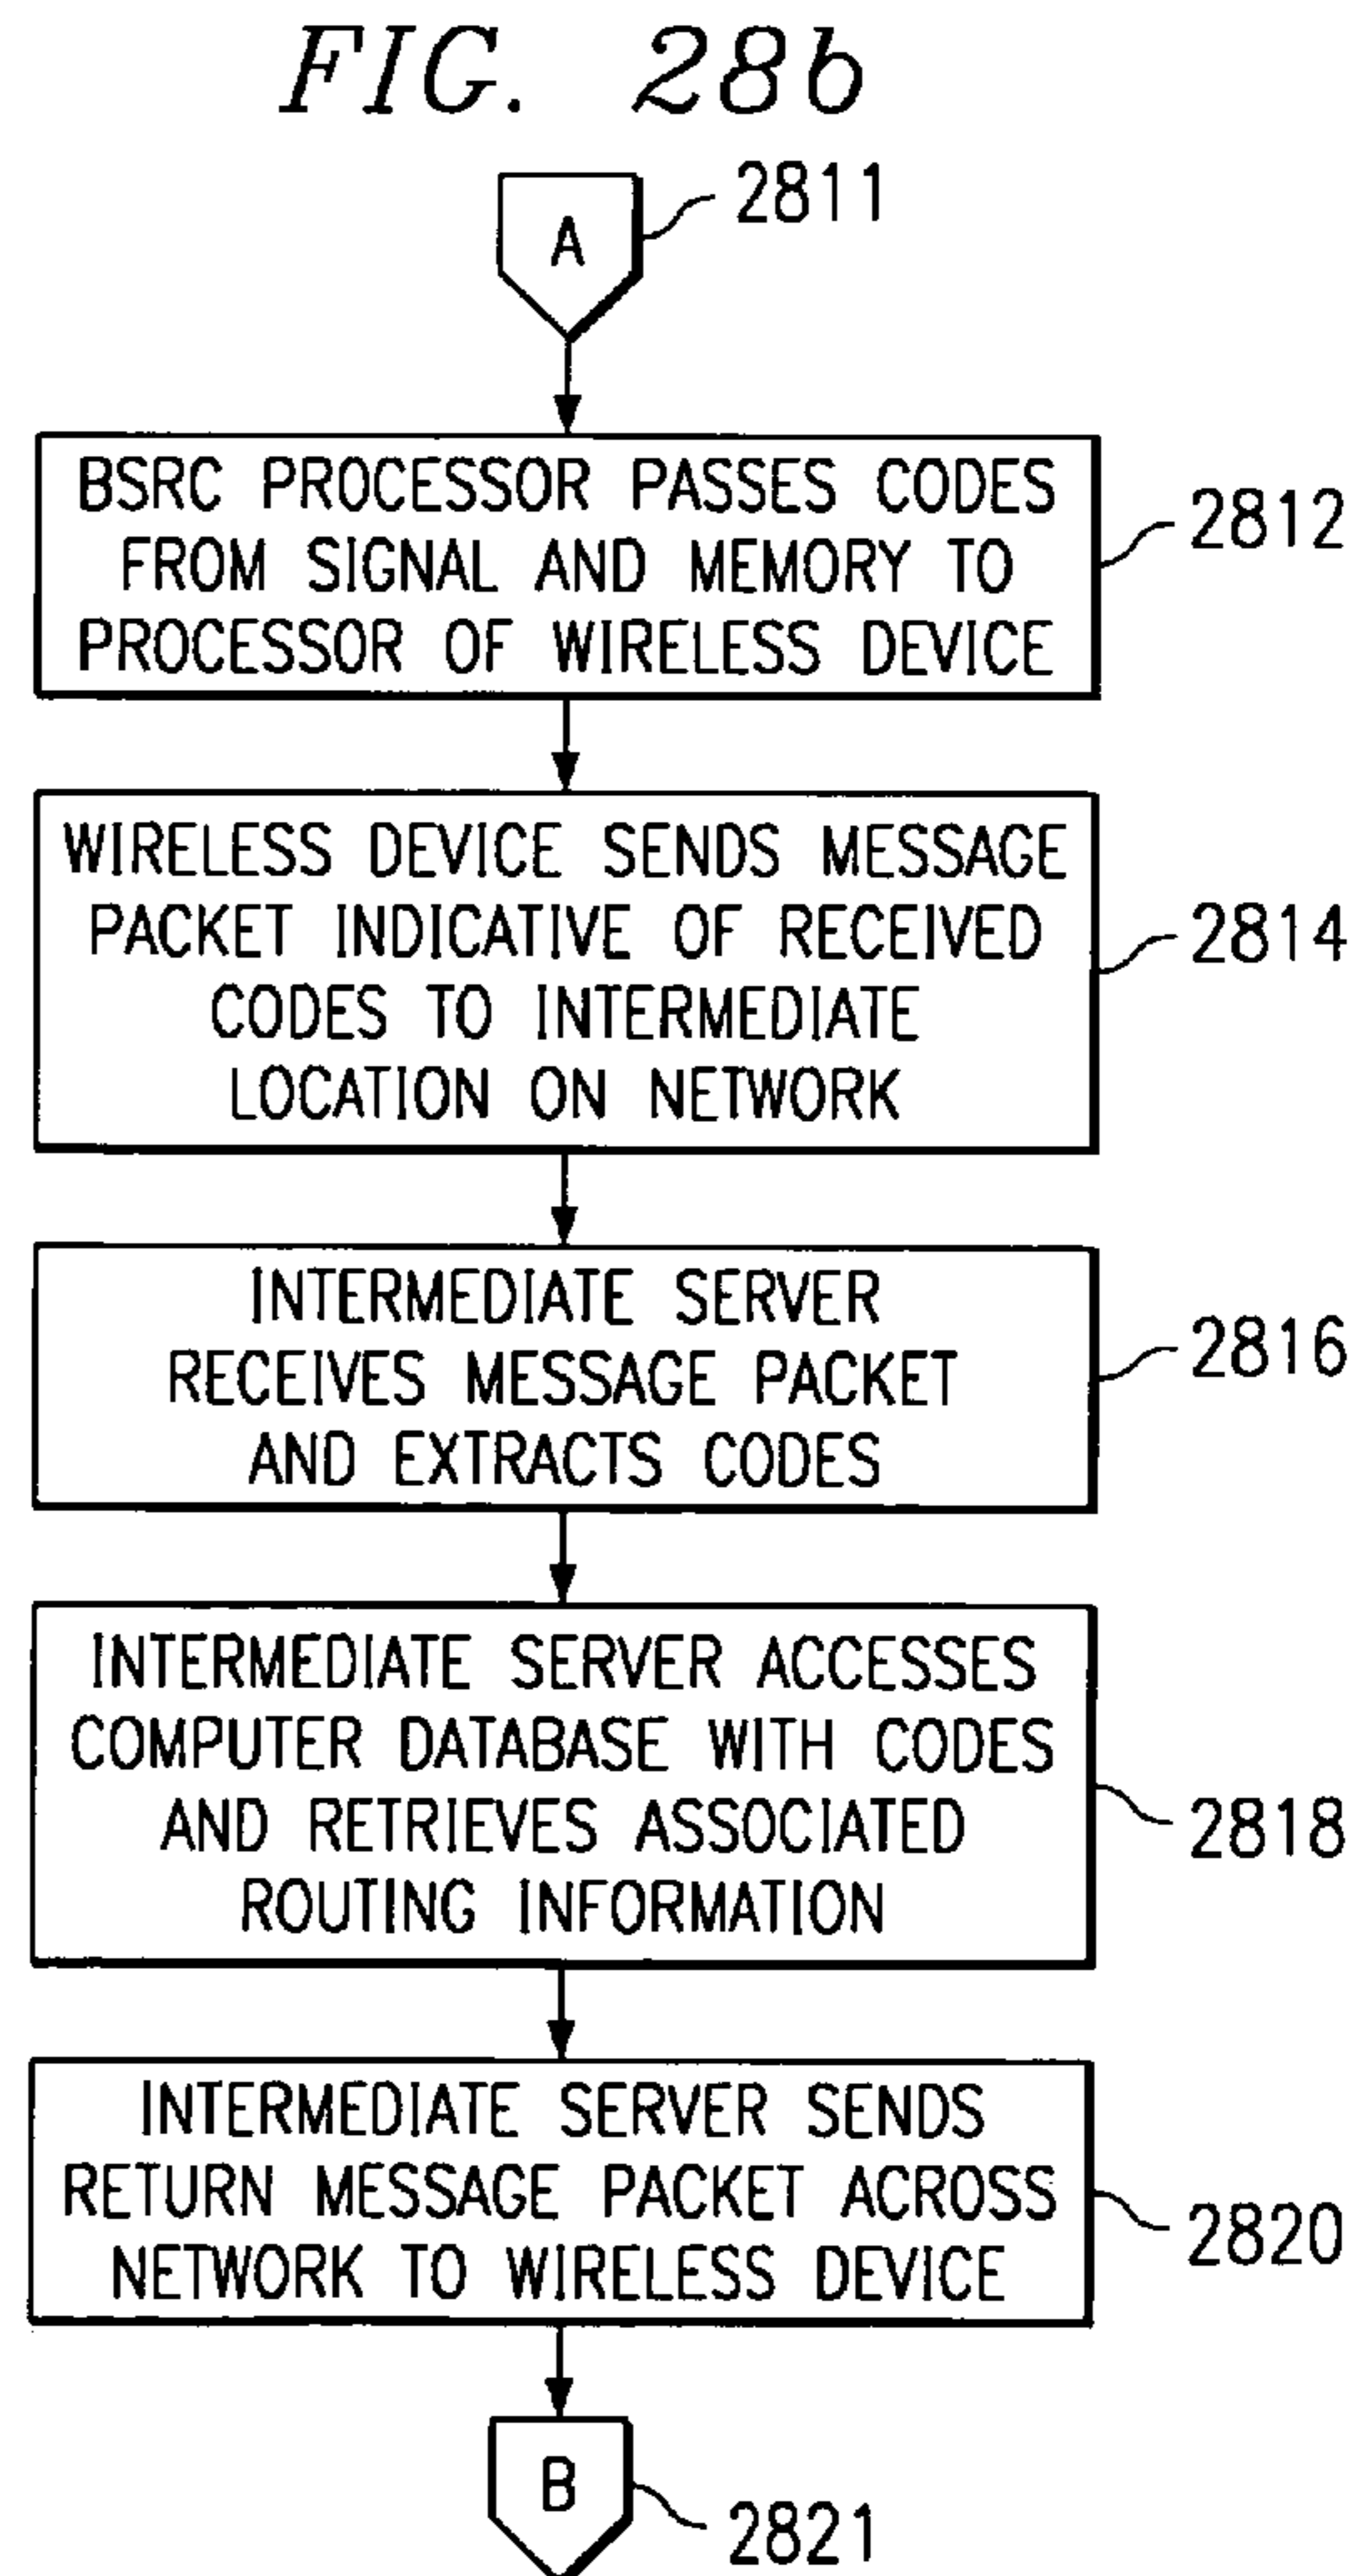 FIG. 28b
A
2811
BSRC PROCESSOR PASSES CODES
FROM SIGNAL AND MEMORY TO
PROCESSOR OF WIRELESS DEVICE
2812
WIRELESS DEVICE SENDS MESSAGE
PACKET INDICATIVE OF RECEIVED
CODES TO INTERMEDIATE
LOCATION ON NETWORK
2814
INTERMEDIATE SERVER
RECEIVES MESSAGE PACKET
AND EXTRACTS CODES
2816
INTERMEDIATE SERVER ACCESSES
COMPUTER DATABASE WITH CODES
AND RETRIEVES ASSOCIATED
ROUTING INFORMATION
2818
INTERMEDIATE SERVER SENDS
RETURN MESSAGE PACKET ACROSS
NETWORK TO WIRELESS DEVICE
2820
B
2821